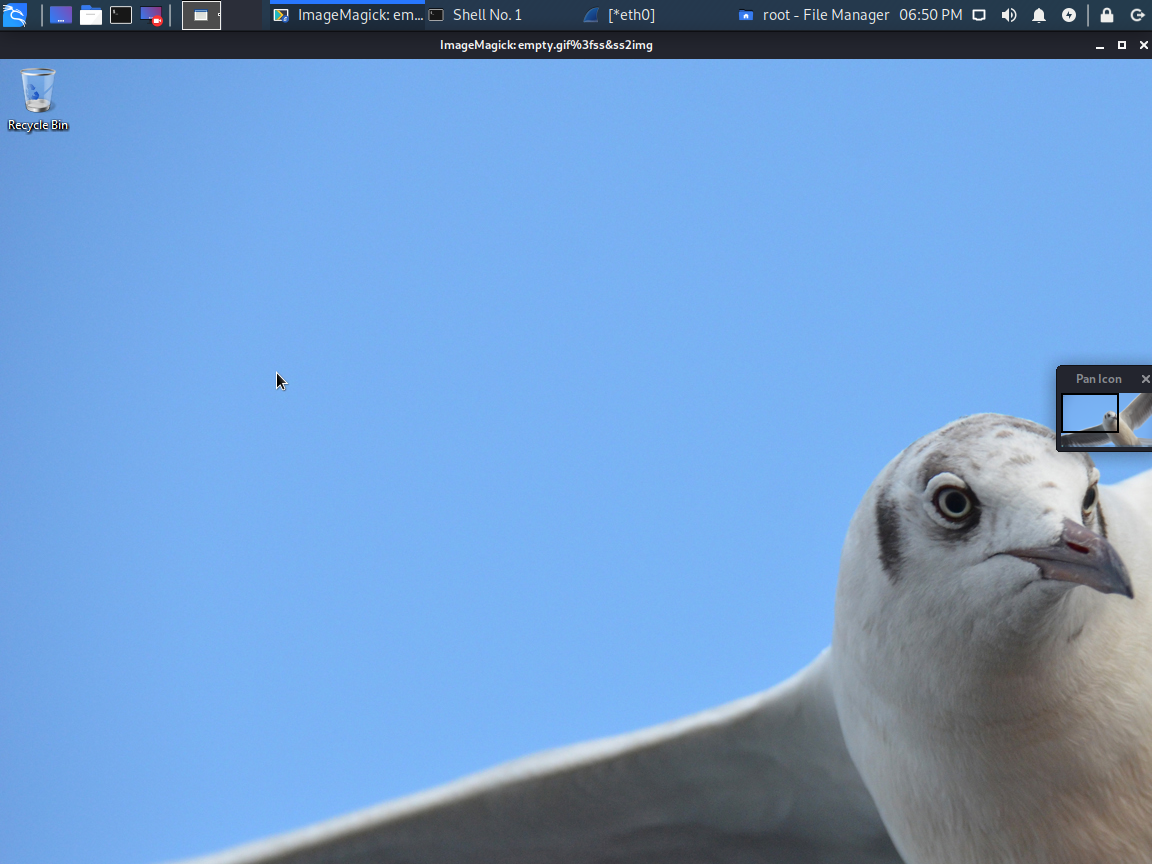 ImageMagick: em... Shell No. 1 [*eth0] root - File Manager 06:50 PM
ImageMagick: empty.gif%3fss&ss2img
Recycle Bin
Pan Icon